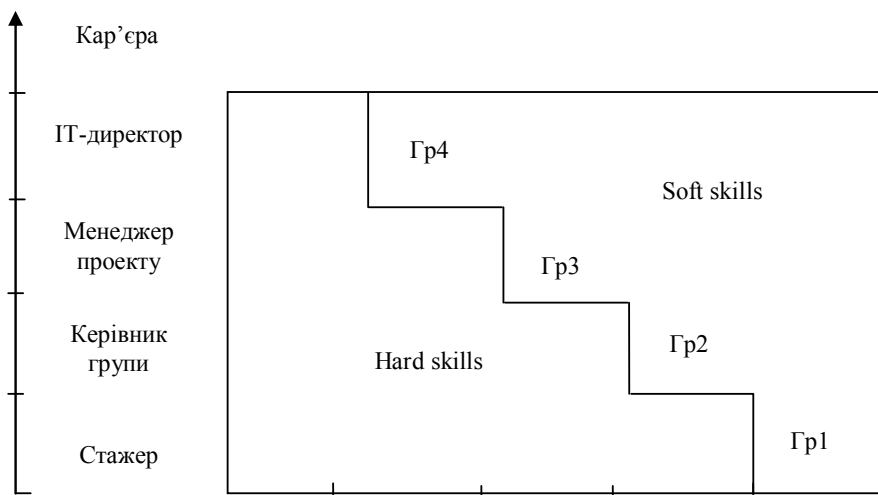 Кар’єра
ІТ-директор
Гр4
Soft skills
Менеджер
проекту
Гр3
Керівник
групи
Гр2
Hard skills
Стажер
Гр1